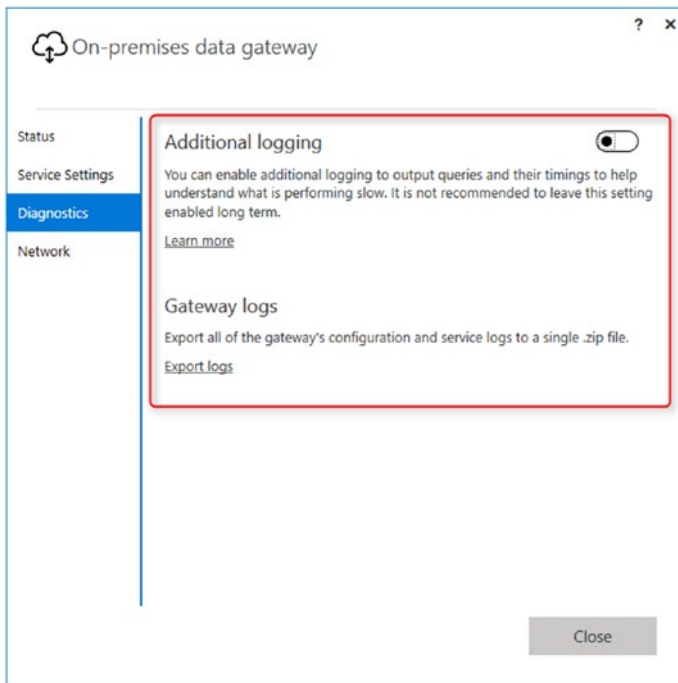 ? ×
On-premises data gateway
Status
Service Settings
Diagnostics
Network
Additional logging
You can enable additional logging to output queries and their timings to help
understand what is performing slow. It is not recommended to leave this setting
enabled long term.
Learn more
Gateway logs
Export all of the gateway's configuration and service logs to a single .zip file.
Export logs
Close